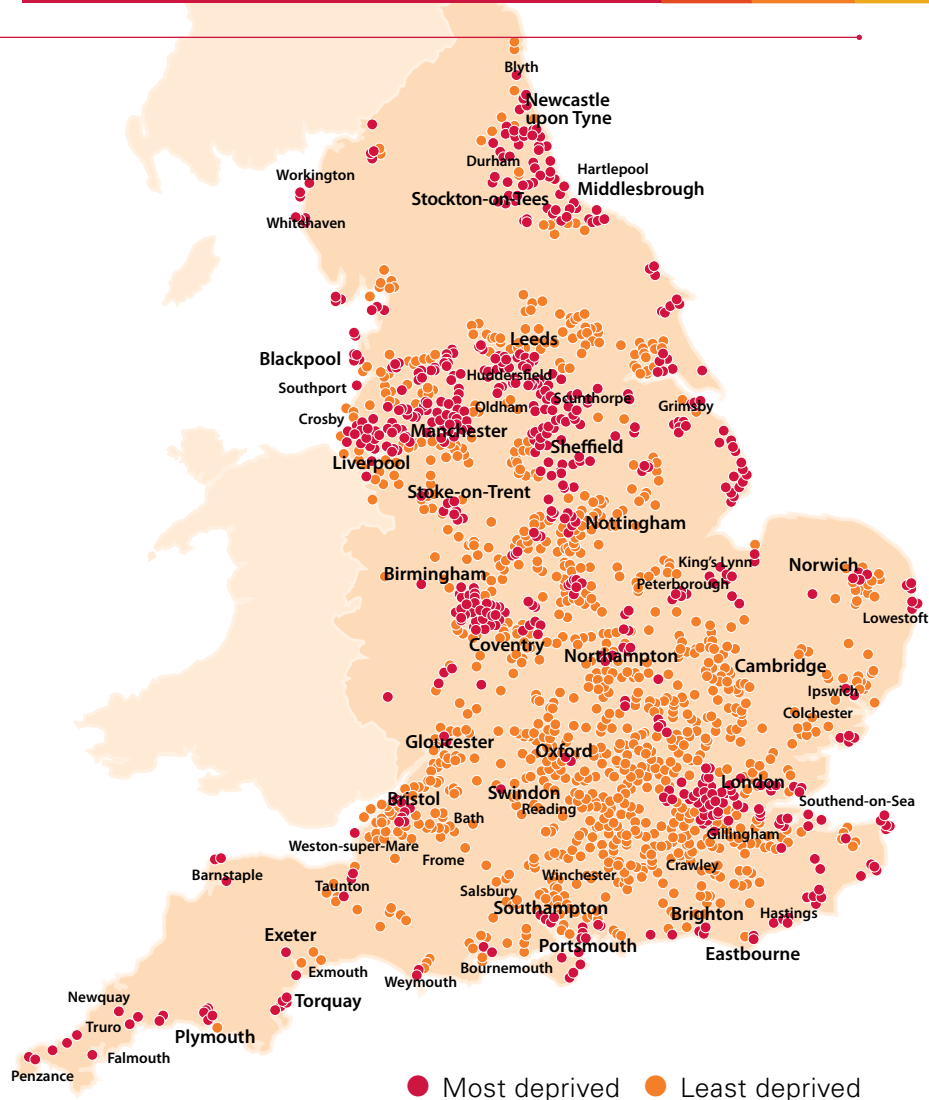 Blyth
Newcastle
upon Tyne
Durham
Hartlepool
Workington
Middlesbrough
Stockton-on-Tees
Whitehaven
Leeds
Blackpool
Huddersfield
Southport
Scunthorpe
Oldham
Grimsby
Crosby
Manchester
Sheffield
Liverpool
Stoke-on-Trent
Nottingham
King's Lynn
Norwich
Birmingham
Peterborough
Lowestoft
Coventry
Northampton
Cambridge
Ipswich
Colchester
Gloucester
Oxford
London
Swindon
Bristol
Southend-on-Sea
Reading
Bath
Gillingham
Weston-super-Mare
Frome
Crawley
Barnstaple
Winchester
Taunton
Salsbury
Southampton
Brighton
Hastings
Exeter
Portsmouth
Eastbourne
Exmouth
Bournemouth
Weymouth
Newquay
Torquay
Truro
Plymouth
Falmouth
Penzance
Most deprived
Least deprived